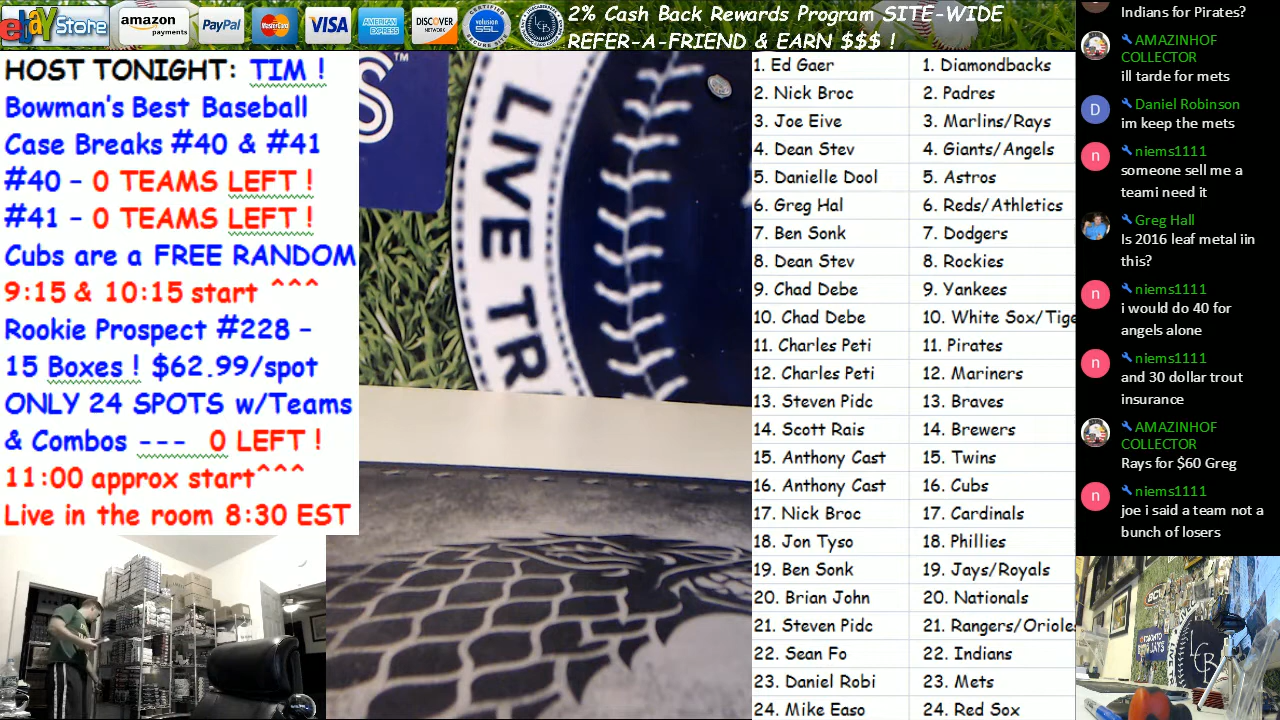 ebay Store
amazon
payments
PayPal
MasterCard
VISA
AMERICAN
EXPRESS
DISCOVER
NETWORK
volusion
SSL
2% Cash Back Rewards Program SITE-WIDE
REFER-A-FRIEND & EARN $$$ !
HOST TONIGHT: TIM !
Bowman's Best Baseball
Case Breaks #40 & #41
#40 - 0 TEAMS LEFT !
#41 - 0 TEAMS LEFT !
Cubs are a FREE RANDOM
9:15 & 10:15 start ^^^
Rookie Prospect #228 -
15 Boxes ! $62.99/spot
ONLY 24 SPOTS w/Teams
& Combos --- 0 LEFT !
11:00 approx start^^^
Live in the room 8:30 EST
S™
LIVE TR
1. Ed Gaer 1. Diamondbacks
2. Nick Broc 2. Padres
3. Joe Eive 3. Marlins/Rays
4. Dean Stev 4. Giants/Angels
5. Danielle Dool 5. Astros
6. Greg Hal 6. Reds/Athletics
7. Ben Sonk 7. Dodgers
8. Dean Stev 8. Rockies
9. Chad Debe 9. Yankees
10. Chad Debe 10. White Sox/Tige
11. Charles Peti 11. Pirates
12. Charles Peti 12. Mariners
13. Steven Pidc 13. Braves
14. Scott Rais 14. Brewers
15. Anthony Cast 15. Twins
16. Anthony Cast 16. Cubs
17. Nick Broc 17. Cardinals
18. Jon Tyso 18. Phillies
19. Ben Sonk 19. Jays/Royals
20. Brian John 20. Nationals
21. Steven Pidc 21. Rangers/Oriole
22. Sean Fo 22. Indians
23. Daniel Robi 23. Mets
24. Mike Easo 24. Red Sox
Indians for Pirates?
AMAZINHOF
COLLECTOR
ill tarde for mets
D
Daniel Robinson
im keep the mets
n
niems1111
someone sell me a
teami need it
Greg Hall
Is 2016 leaf metal iin
this?
n
niems1111
i would do 40 for
angels alone
n
niems1111
and 30 dollar trout
insurance
AMAZINHOF
COLLECTOR
Rays for $60 Greg
n
niems1111
joe i said a team not a
bunch of losers
TORONTO
BLUE JAYS
LIVE
LCB